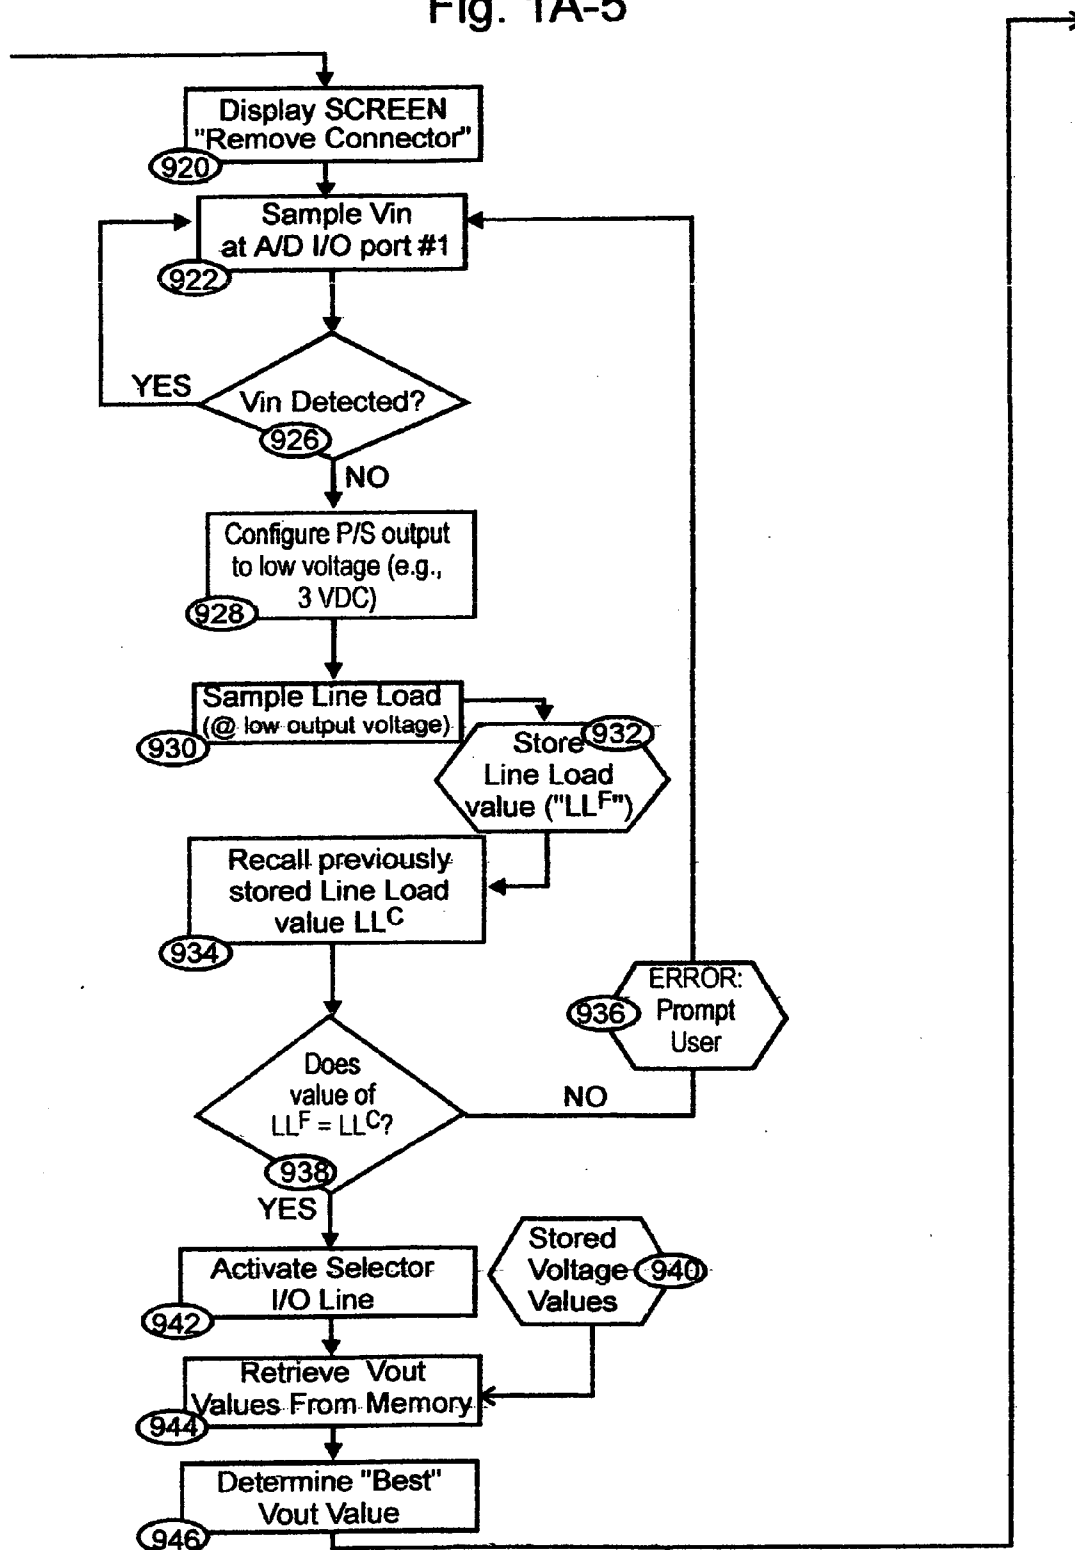 Fig. 1A-5
Display SCREEN
"Remove Connector"
920
Sample Vin
at A/D I/O port #1
922
YES
Vin Detected?
926
NO
Configure P/S output
to low voltage (e.g.,
3 VDC)
928
Sample Line Load
(@ low output voltage)
930
932
Store
Line Load
value ("LLF")
Recall previously
stored Line Load
value LLC
934
ERROR:
Prompt
User
936
Does
value of
LLF = LLC?
938
NO
YES
Activate Selector
I/O Line
942
Stored
Voltage
Values
940
Retrieve Vout
Values From Memory
944
Determine "Best"
Vout Value
946